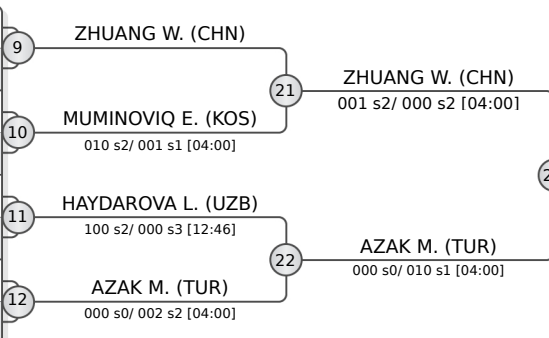 9
ZHUANG W. (CHN)
21
ZHUANG W. (CHN)
001 s2/ 000 s2 [04:00]
10
MUMINOVIQ E. (KOS)
010 s2/ 001 s1 [04:00]
11
HAYDAROVA L. (UZB)
100 s2/ 000 s3 [12:46]
22
AZAK M. (TUR)
000 s0/ 010 s1 [04:00]
12
AZAK M. (TUR)
000 s0/ 002 s2 [04:00]